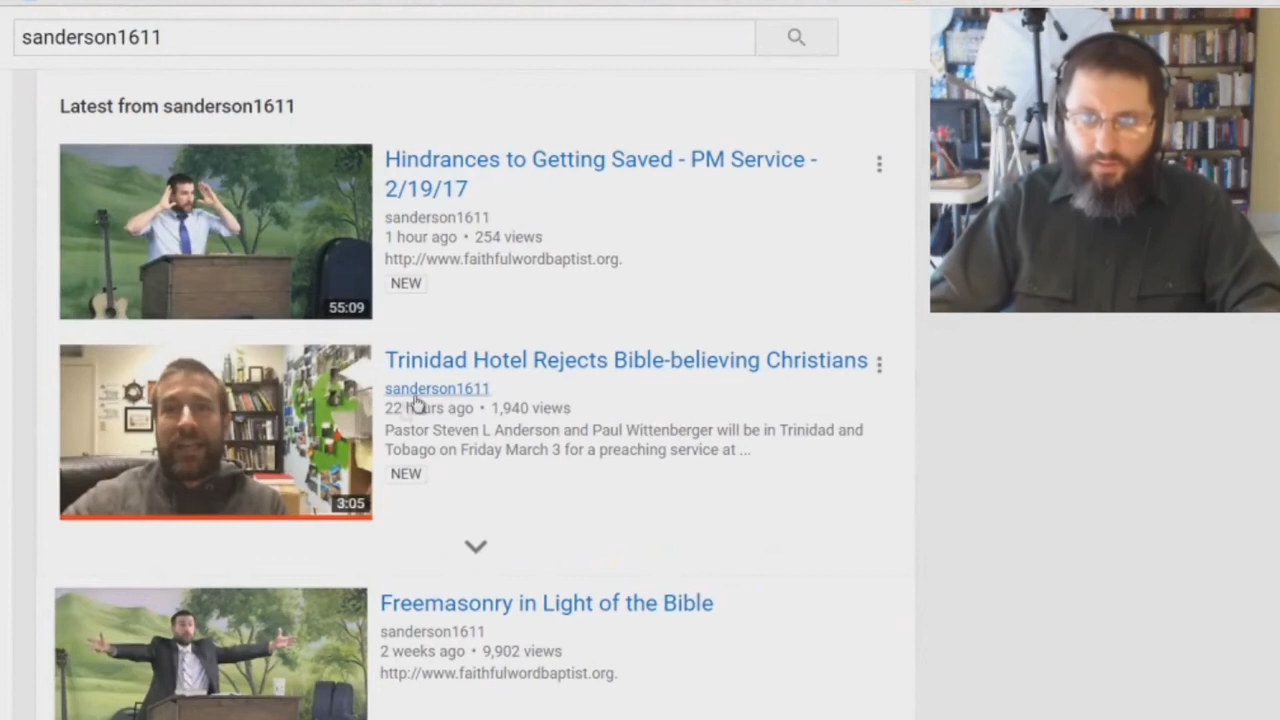 sanderson1611
Latest from sanderson1611
Hindrances to Getting Saved - PM Service -
2/19/17
sanderson1611
1 hour ago • 254 views
http://www.faithfulwordbaptist.org.
NEW
55:09
Trinidad Hotel Rejects Bible-believing Christians
sanderson1611
22 hours ago • 1,940 views
Pastor Steven L Anderson and Paul Wittenberger will be in Trinidad and
Tobago on Friday March 3 for a preaching service at ...
NEW
3:05
Freemasonry in Light of the Bible
sanderson1611
2 weeks ago • 9,902 views
http://www.faithfulwordbaptist.org.